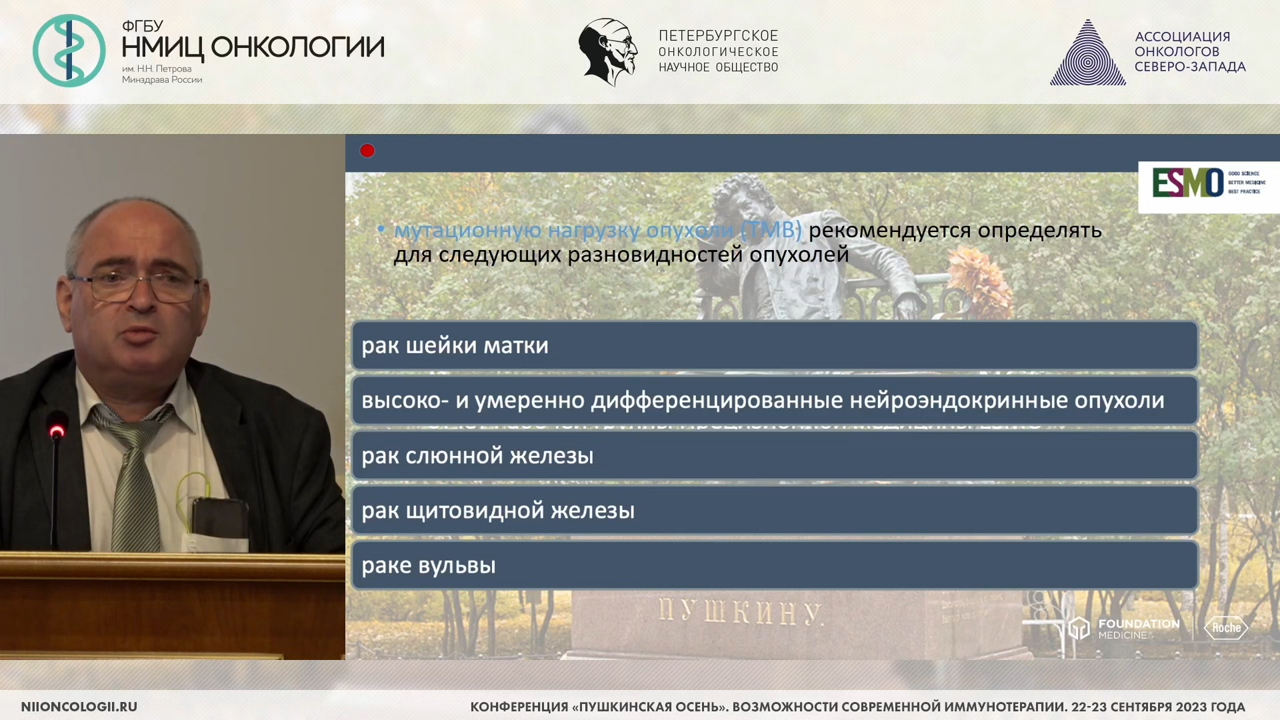 ФГБУ
НМИЦ ОНКОЛОГИИ
им. Н.Н. Петрова
Минздрава России
ПЕТЕРБУРГСКОЕ
ОНКОЛОГИЧЕСКОЕ
НАУЧНОЕ ОБЩЕСТВО
АССОЦИАЦИЯ
ОНКОЛОГОВ
СЕВЕРО-ЗАПАДА
ESMO
GOOD SCIENCE
BETTER MEDICINE
BEST PRACTICE
• мутационную нагрузку опухоли (TMB) рекомендуется определять
для следующих разновидностей опухолей
рак шейки матки
высоко- и умеренно дифференцированные нейроэндокринные опухоли
рак слюнной железы
рак щитовидной железы
раке вульвы
ПУШКИНУ.
FOUNDATION
MEDICINE
Roche
NIIONCOLOGII.RU
КОНФЕРЕНЦИЯ «ПУШКИНСКАЯ ОСЕНЬ». ВОЗМОЖНОСТИ СОВРЕМЕННОЙ ИММУНОТЕРАПИИ. 22-23 СЕНТЯБРЯ 2023 ГОДА